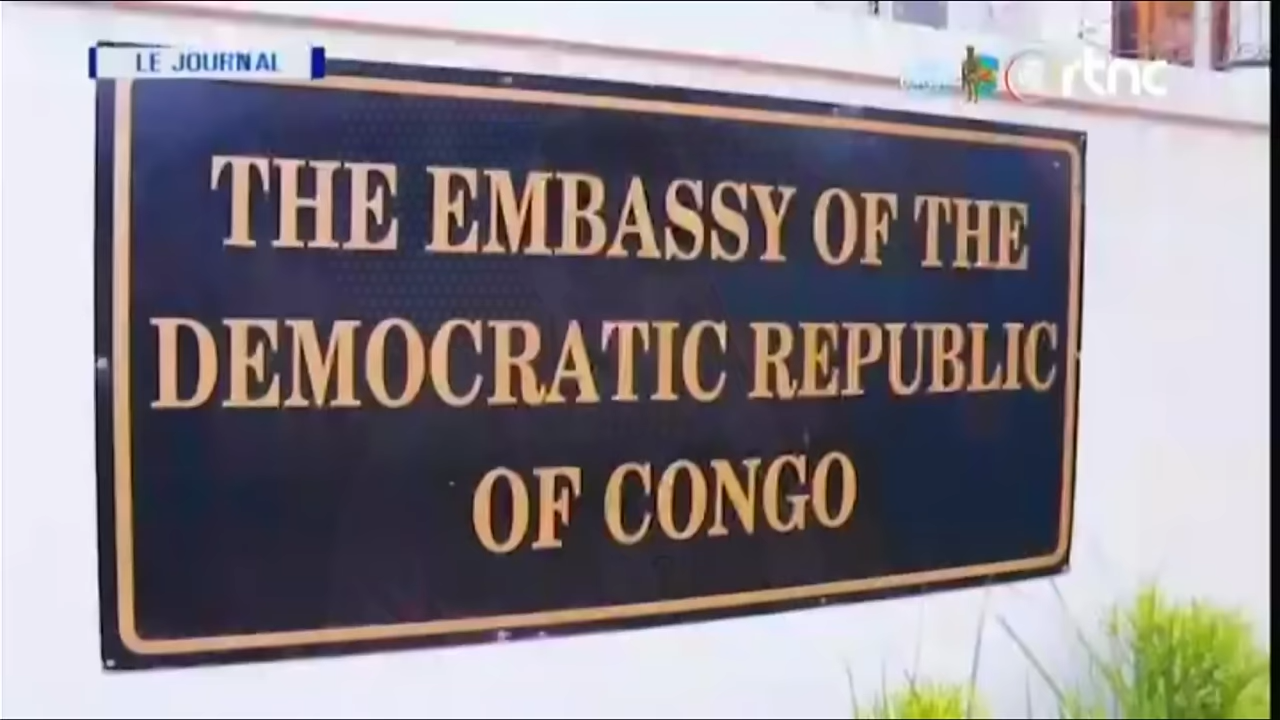 LE JOURNAL
rtnc
THE EMBASSY OF THE
DEMOCRATIC REPUBLIC
OF CONGO